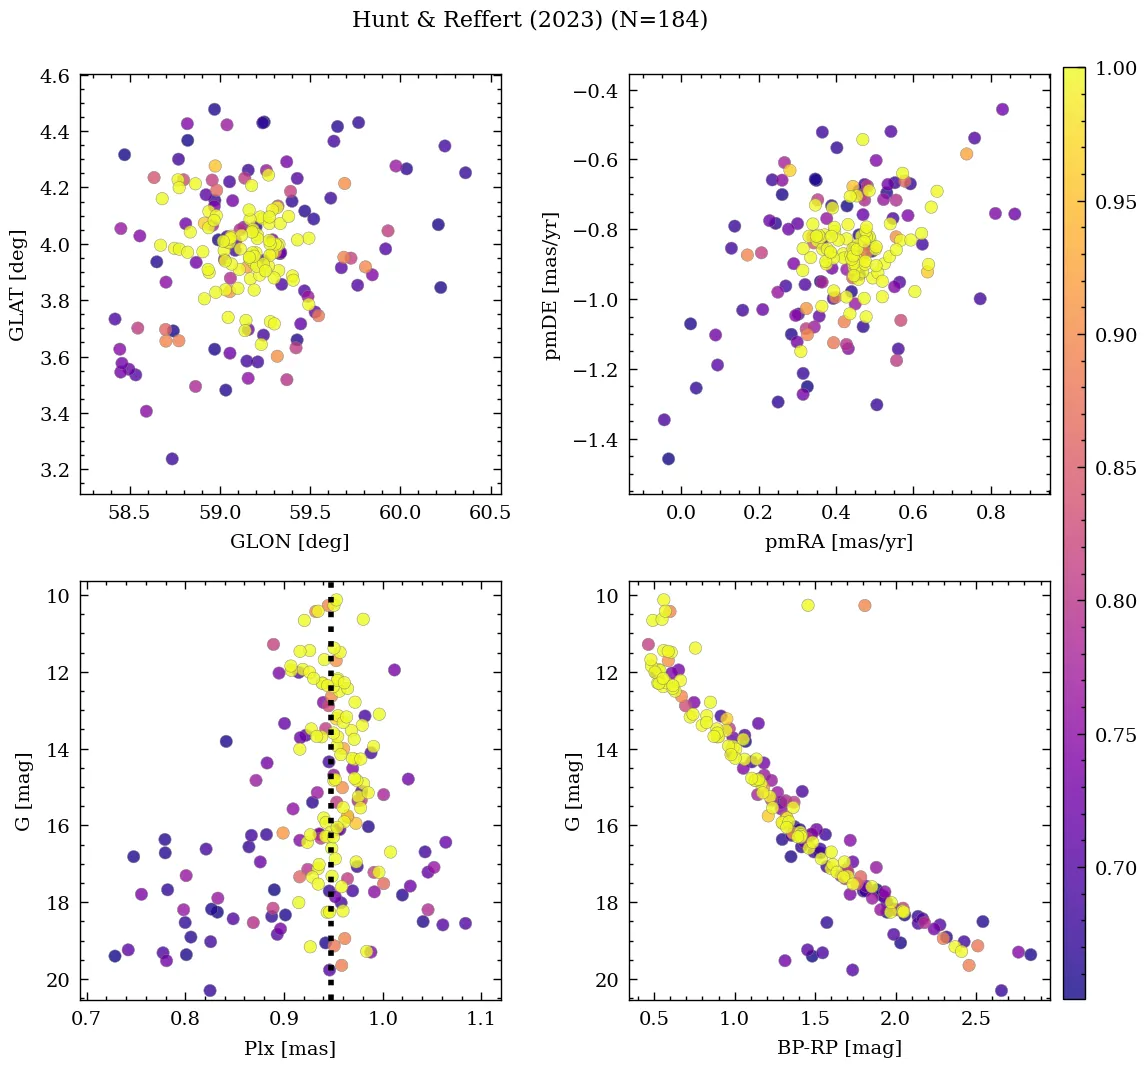 Hunt & Reffert (2023) (N=184)
4.6
4.4
4.2
4.0
3.8
3.6
3.4
3.2
GLAT [deg]
58.5 59.0 59.5 60.0 60.5
GLON [deg]
−0.4
−0.6
−0.8
−1.0
−1.2
−1.4
pmDE [mas/yr]
0.0 0.2 0.4 0.6 0.8
pmRA [mas/yr]
1.00
0.95
0.90
0.85
0.80
0.75
0.70
10
12
14
16
18
20
G [mag]
0.7 0.8 0.9 1.0 1.1
Plx [mas]
10
12
14
16
18
20
G [mag]
0.5 1.0 1.5 2.0 2.5
BP-RP [mag]